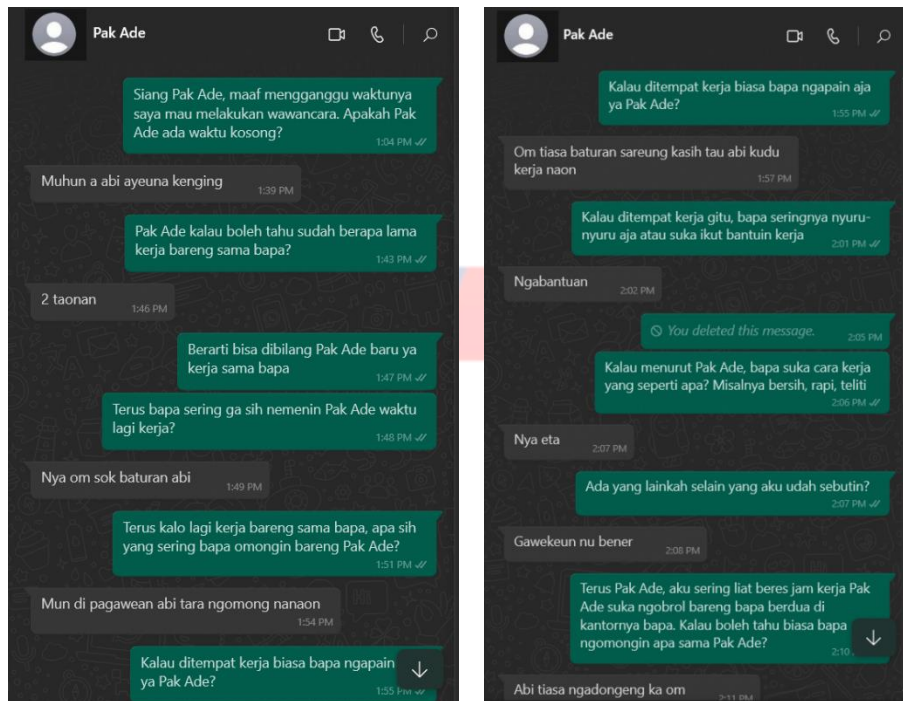 Pak Ade
Siang Pak Ade, maaf mengganggu waktunya
saya mau melakukan wawancara. Apakah Pak
Ade ada waktu kosong?
1:04 PM
Muhun a abi ayeuna kenging
1:39 PM
Pak Ade kalau boleh tahu sudah berapa lama
kerja bareng sama bapa?
1:43 PM
2 taonan
1:46 PM
Berarti bisa dibilang Pak Ade baru ya
kerja sama bapa
1:47 PM
Terus bapa sering ga sih nemenin Pak Ade waktu
lagi kerja?
1:48 PM
Nya om sok baturan abi
1:49 PM
Terus kalo lagi kerja bareng sama bapa, apa sih
yang sering bapa omongin bareng Pak Ade?
1:51 PM
Mun di pagawean abi tara ngomong nanaon
1:54 PM
Kalau ditempat kerja biasa bapa ngapain
ya Pak Ade?
1:55 PM
Pak Ade
Kalau ditempat kerja biasa bapa ngapain aja
ya Pak Ade?
1:55 PM
Om tiasa baturan sareung kasih tau abi kudu
kerja naon
1:57 PM
Kalau ditempat kerja gitu, bapa seringnya nyuru-
nyuru aja atau suka ikut bantuin kerja
2:01 PM
Ngabantuan
2:02 PM
You deleted this message.
2:05 PM
Kalau menurut Pak Ade, bapa suka cara kerja
yang seperti apa? Misalnya bersih, rapi, teliti
2:06 PM
Nya eta
2:07 PM
Ada yang lainkah selain yang aku udah sebutin?
2:07 PM
Gawekeun nu bener
2:08 PM
Terus Pak Ade, aku sering liat beres jam kerja Pak
Ade suka ngobrol bareng bapa berdua di
kantornya bapa. Kalau boleh tahu biasa bapa
ngomongin apa sama Pak Ade?
2:10
Abi tiasa ngadongeng ka om
2:11 PM